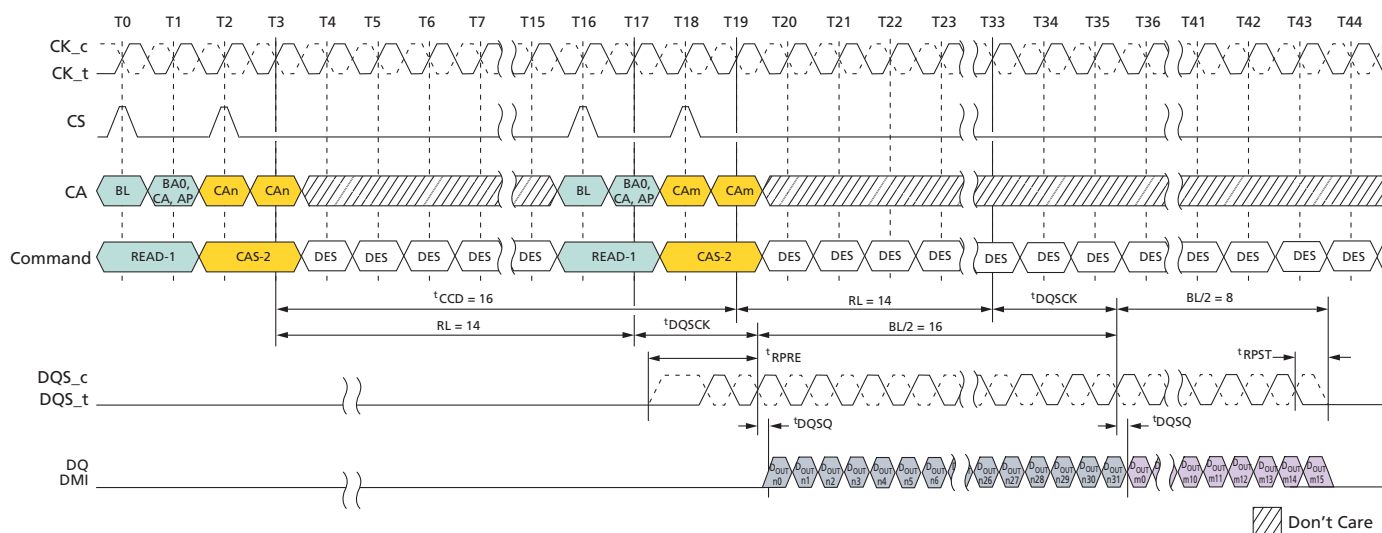 T0 T1 T2 T3 T4 T5 T6 T7 T15 T16 T17 T18 T19 T20 T21 T22 T23 T33 T34 T35 T36 T41 T42 T43 T44
CK_c
CK_t
CS
CA
BL
BA0, CA, AP
CAn
CAn
BL
BA0, CA, AP
CAm
CAm
Command
READ-1 CAS-2 DES DES DES DES DES READ-1 CAS-2 DES DES DES DES DES DES DES DES DES DES DES DES
tCCD = 16 RL = 14 tDQSCK BL/2 = 8
RL = 14 tDQSCK BL/2 = 16
tRPRE tRPST
DQS_c
DQS_t
tDQSQ tDQSQ
DQ
DMI
DOUT n0
DOUT n1
DOUT n2
DOUT n3
DOUT n4
DOUT n5
DOUT n6
DOUT n26
DOUT n27
DOUT n28
DOUT n29
DOUT n30
DOUT n31
DOUT m0
DOUT m10
DOUT m11
DOUT m12
DOUT m13
DOUT m14
DOUT m15
Don't Care